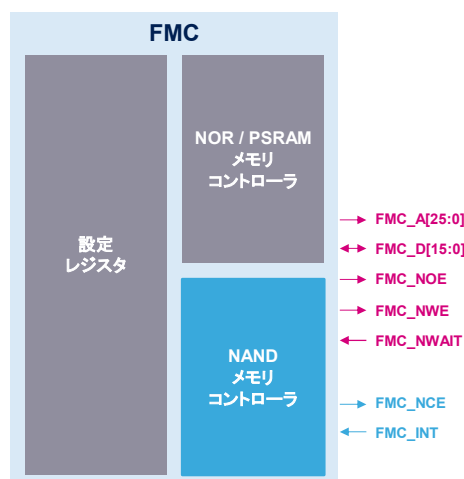 FMC
設定
レジスタ
NOR / PSRAM
メモリ
コントローラ
NAND
メモリ
コントローラ
FMC_A[25:0]
FMC_D[15:0]
FMC_NOE
FMC_NWE
FMC_NWAIT
FMC_NCE
FMC_INT